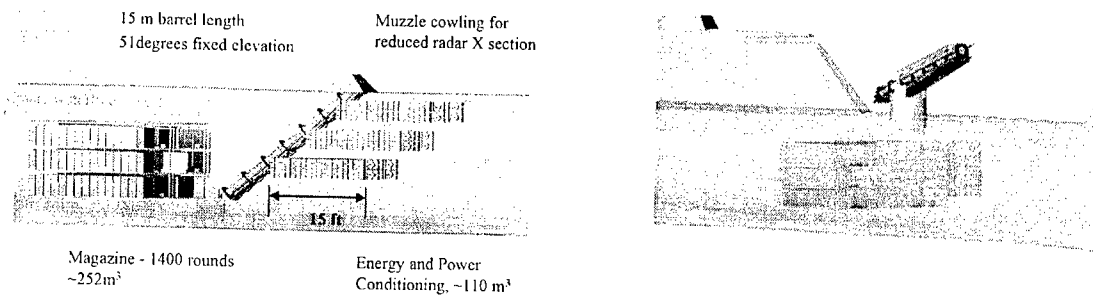 15 m barrel length
51degrees fixed elevation
Muzzle cowling for
reduced radar X section
15 ft
Magazine - 1400 rounds
~252m³
Energy and Power
Conditioning, ~110 m³